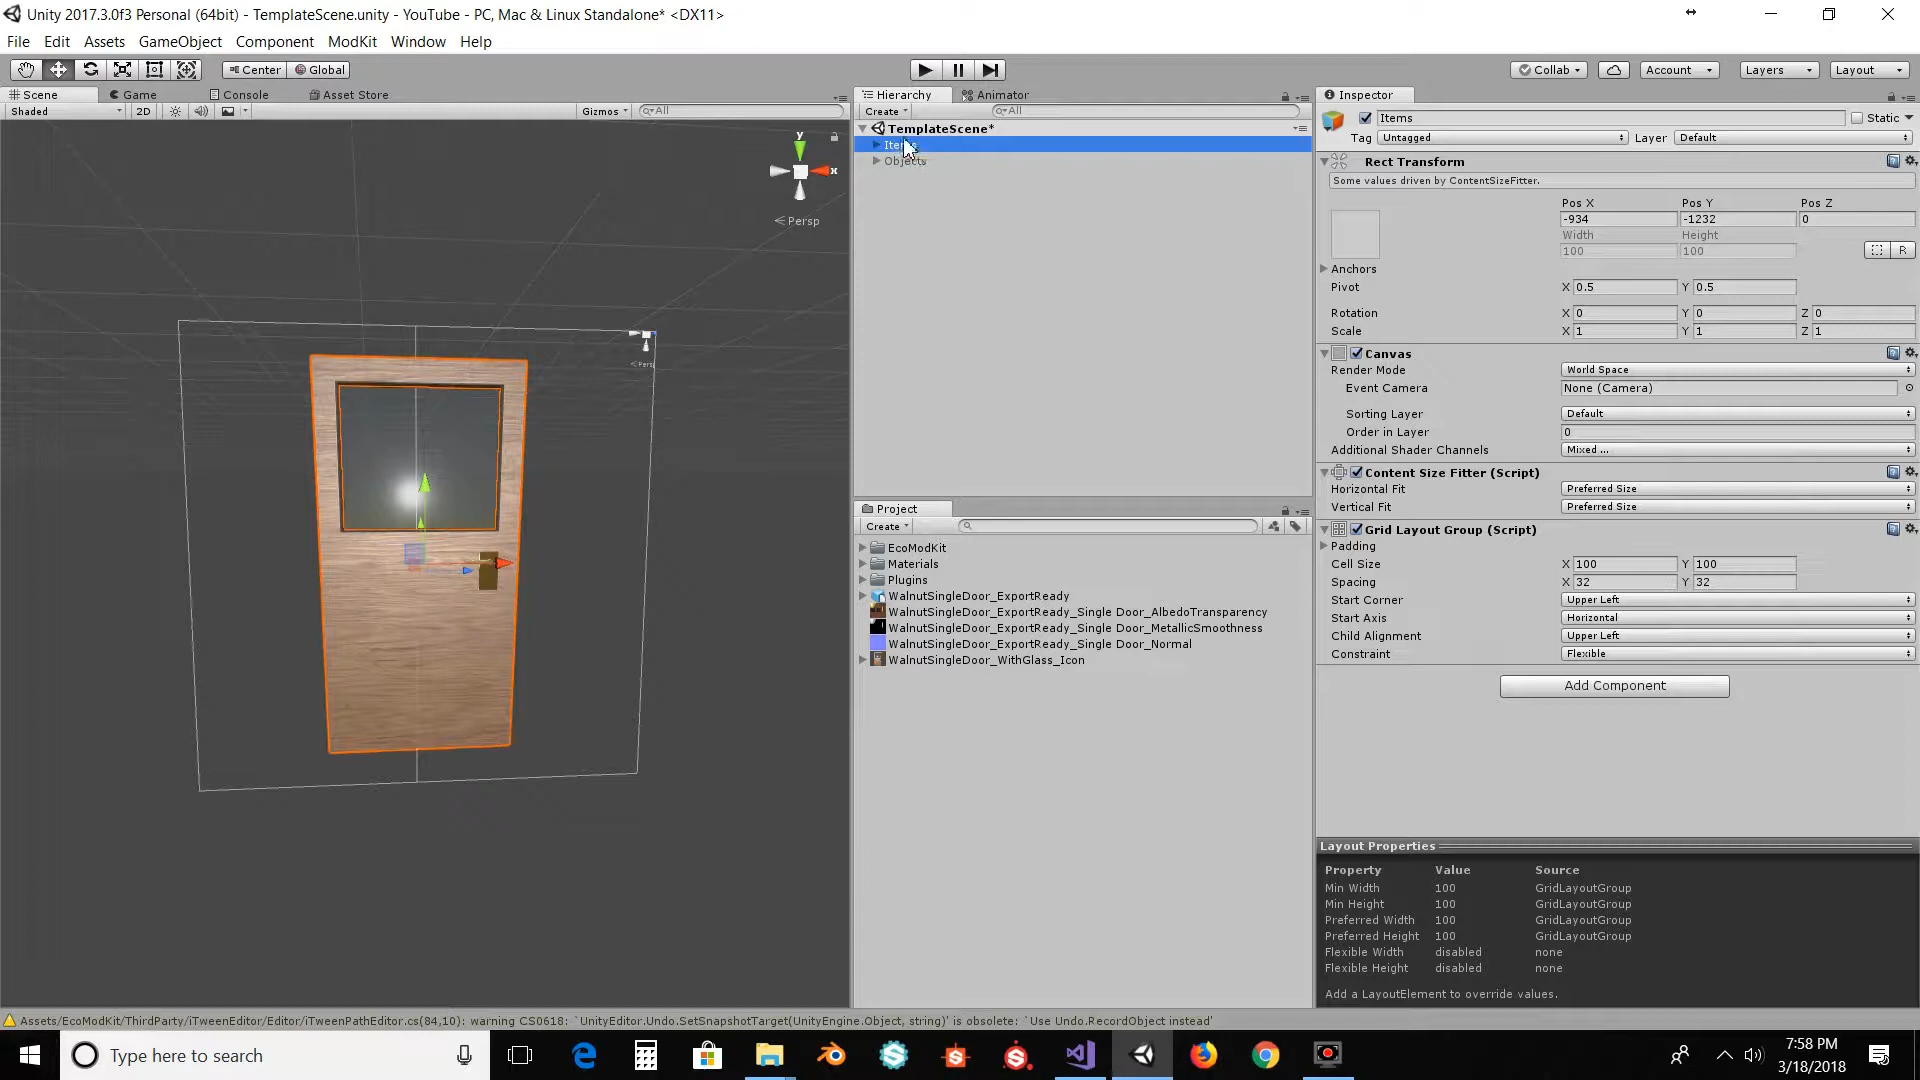 Unity 2017.3.0f3 Personal (64bit) - TemplateScene.unity - YouTube - PC, Mac & Linux Standalone* <DX11>
File Edit Assets GameObject Component ModKit Window Help
Center Global Collab Account Layers Layout
Scene Game Console Asset Store
Shaded 2D Gizmos All
y
x
Persp
Hierarchy Animator
Create All
TemplateScene*
Items
Objects
Project
Create
EcoModKit
Materials
Plugins
WalnutSingleDoor_ExportReady
WalnutSingleDoor_ExportReady_Single Door_AlbedoTransparency
WalnutSingleDoor_ExportReady_Single Door_MetallicSmoothness
WalnutSingleDoor_ExportReady_Single Door_Normal
WalnutSingleDoor_WithGlass_Icon
Inspector
Items Static
Tag Untagged Layer Default
Rect Transform
Some values driven by ContentSizeFitter.
Pos X Pos Y Pos Z
-934 -1232 0
Width Height
100 100 R
Anchors
Pivot X 0.5 Y 0.5
Rotation X 0 Y 0 Z 0
Scale X 1 Y 1 Z 1
Canvas
Render Mode World Space
Event Camera None (Camera)
Sorting Layer Default
Order in Layer 0
Additional Shader Channels Mixed ...
Content Size Fitter (Script)
Horizontal Fit Preferred Size
Vertical Fit Preferred Size
Grid Layout Group (Script)
Padding
Cell Size X 100 Y 100
Spacing X 32 Y 32
Start Corner Upper Left
Start Axis Horizontal
Child Alignment Upper Left
Constraint Flexible
Add Component
Layout Properties
Property Value Source
Min Width 100 GridLayoutGroup
Min Height 100 GridLayoutGroup
Preferred Width 100 GridLayoutGroup
Preferred Height 100 GridLayoutGroup
Flexible Width disabled none
Flexible Height disabled none
Add a LayoutElement to override values.
Assets/EcoModKit/ThirdParty/iTweenEditor/Editor/iTweenPathEditor.cs(84,10): warning CS0618: `UnityEditor.Undo.SetSnapshotTarget(UnityEngine.Object, string)' is obsolete: `Use Undo.RecordObject instead'
Type here to search
7:58 PM
3/18/2018